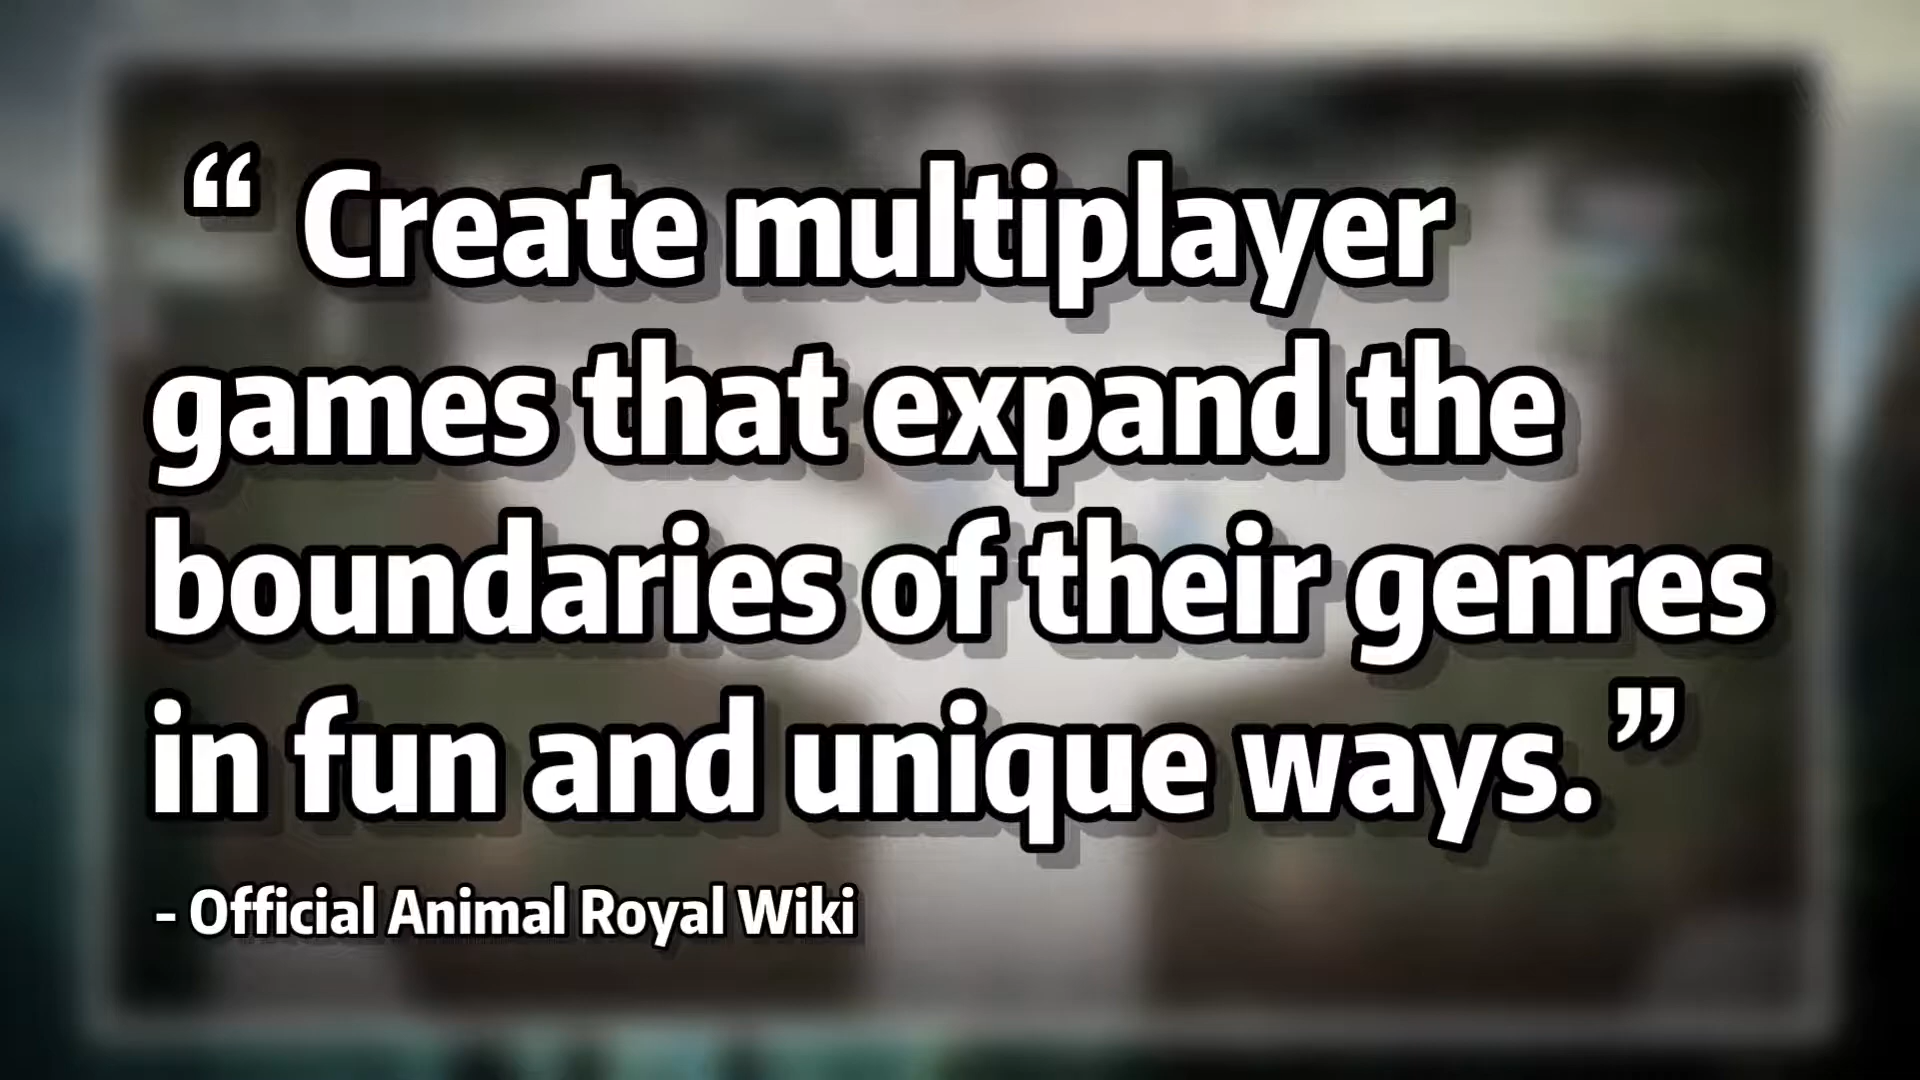 “ Create multiplayer
games that expand the
boundaries of their genres
in fun and unique ways.”
- Official Animal Royal Wiki